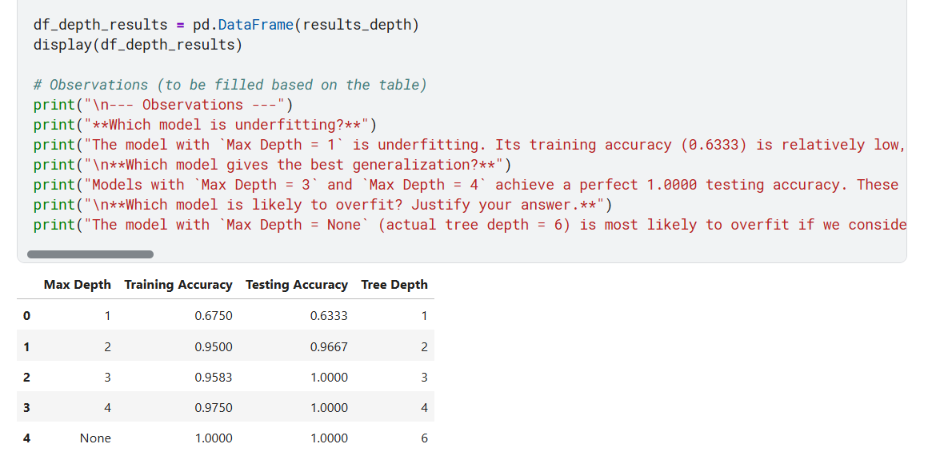 df_depth_results = pd.DataFrame(results_depth)
display(df_depth_results)
# Observations (to be filled based on the table)
print("\n--- Observations ---")
print("**Which model is underfitting?**")
print("The model with `Max Depth = 1` is underfitting. Its training accuracy (0.6333) is relatively low,
print("\n**Which model gives the best generalization?**")
print("Models with `Max Depth = 3` and `Max Depth = 4` achieve a perfect 1.0000 testing accuracy. These
print("\n**Which model is likely to overfit? Justify your answer.**")
print("The model with `Max Depth = None` (actual tree depth = 6) is most likely to overfit if we conside
Max Depth Training Accuracy Testing Accuracy Tree Depth
0 1 0.6750 0.6333 1
1 2 0.9500 0.9667 2
2 3 0.9583 1.0000 3
3 4 0.9750 1.0000 4
4 None 1.0000 1.0000 6